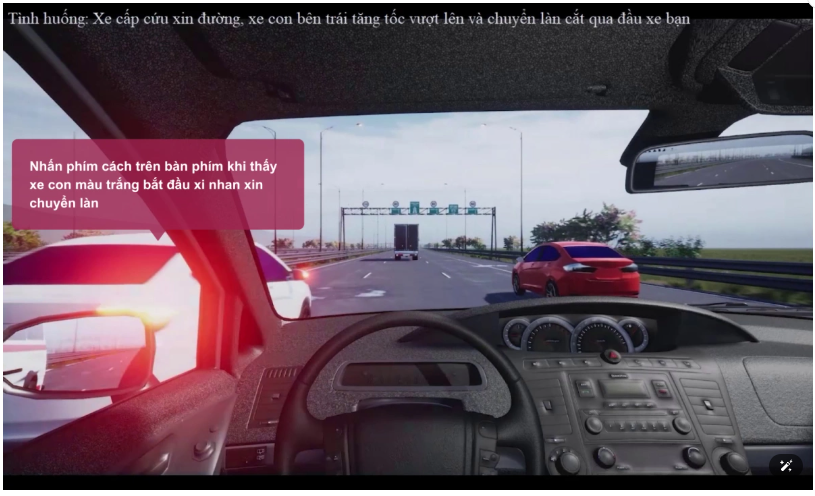 Tình huống: Xe cấp cứu xin đường, xe con bên trái tăng tốc vượt lên và chuyển làn cắt qua đầu xe bạn
Nhấn phím cách trên bàn phím khi thấy
xe con màu trắng bắt đầu xi nhan xin
chuyển làn